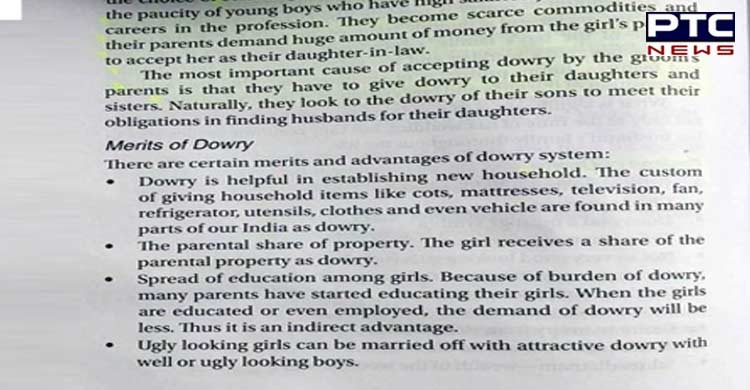 the paucity of young boys who have high
careers in the profession. They become scarce commodities and
their parents demand huge amount of money from the girl's
to accept her as their daughter-in-law.
The most important cause of accepting dowry by the groom's
parents is that they have to give dowry to their daughters and
sisters. Naturally, they look to the dowry of their sons to meet their
obligations in finding husbands for their daughters.
Merits of Dowry
There are certain merits and advantages of dowry system:
• Dowry is helpful in establishing new household. The custom
of giving household items like cots, mattresses, television, fan,
refrigerator, utensils, clothes and even vehicle are found in many
parts of our India as dowry.
• The parental share of property. The girl receives a share of the
parental property as dowry.
• Spread of education among girls. Because of burden of dowry,
many parents have started educating their girls. When the girls
are educated or even employed, the demand of dowry will be
less. Thus it is an indirect advantage.
• Ugly looking girls can be married off with attractive dowry with
well or ugly looking boys.
PTC
NEWS